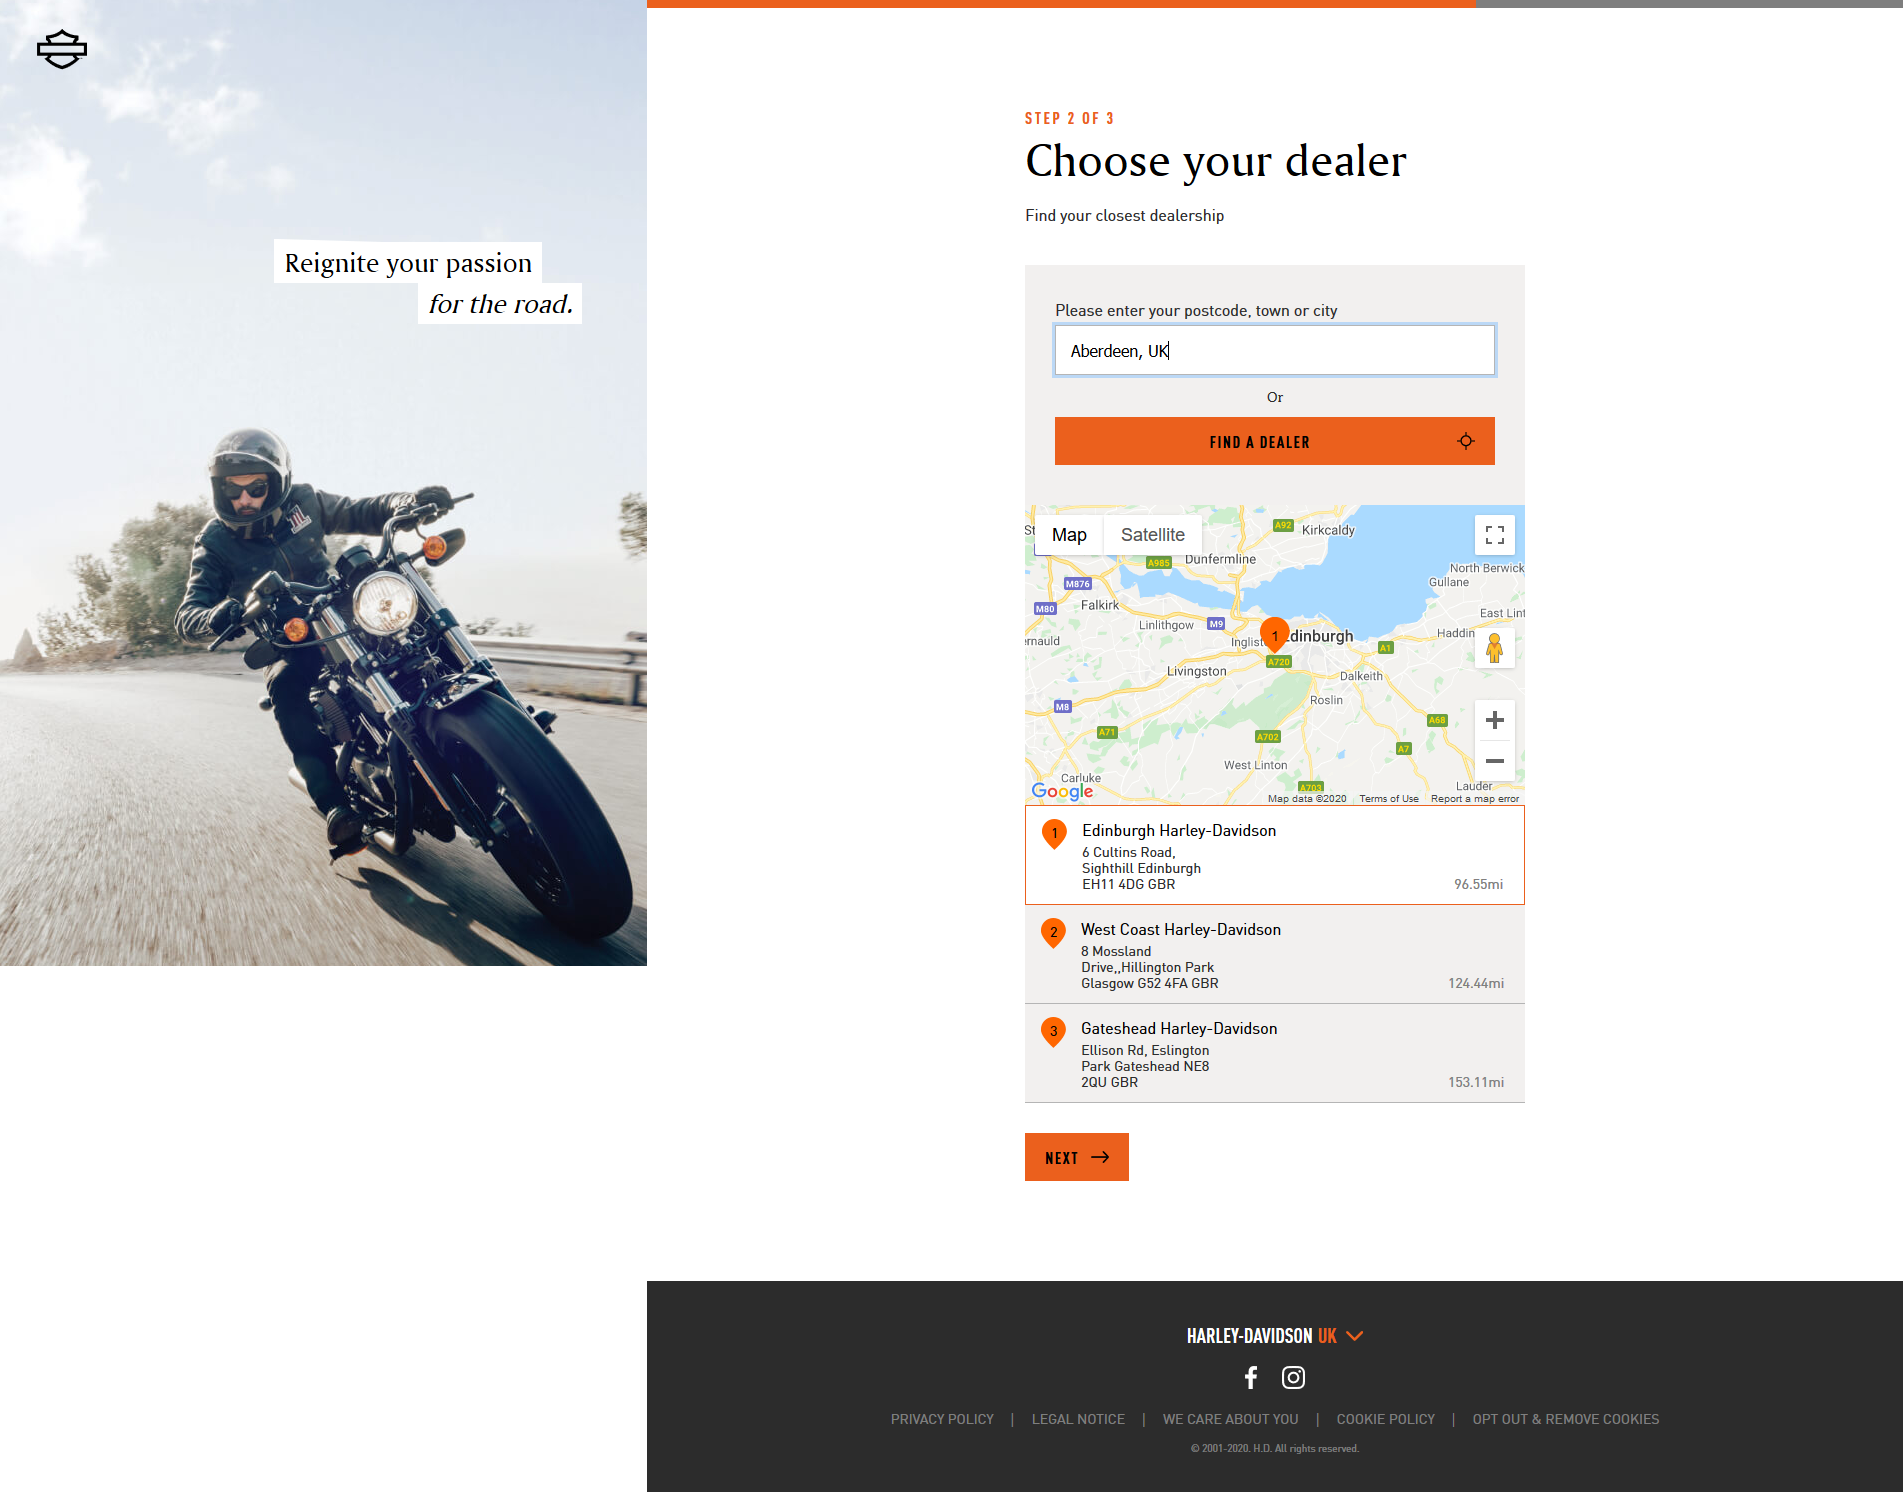 Reignite your passion
for the road.
STEP 2 OF 3
Choose your dealer
Find your closest dealership
Please enter your postcode, town or city
Aberdeen, UK
Or
FIND A DEALER
Map
Satellite
A92
Kirkcaldy
A985
Dunfermline
North Berwick
Gullane
M876
M80
Falkirk
East Lint
Linlithgow
M9
ernauld
Inglist
1
Edinburgh
Haddin
A1
A720
Livingston
Dalkeith
Roslin
M8
A68
A71
A702
A7
West Linton
Carluke
A703
Lauder
Google
Map data ©2020
Terms of Use
Report a map error
1
Edinburgh Harley-Davidson
6 Cultins Road,
Sighthill Edinburgh
EH11 4DG GBR
96.55mi
2
West Coast Harley-Davidson
8 Mossland
Drive,,Hillington Park
Glasgow G52 4FA GBR
124.44mi
3
Gateshead Harley-Davidson
Ellison Rd, Eslington
Park Gateshead NE8
2QU GBR
153.11mi
NEXT
HARLEY-DAVIDSON UK
PRIVACY POLICY | LEGAL NOTICE | WE CARE ABOUT YOU | COOKIE POLICY | OPT OUT & REMOVE COOKIES
© 2001-2020. H.D. All rights reserved.